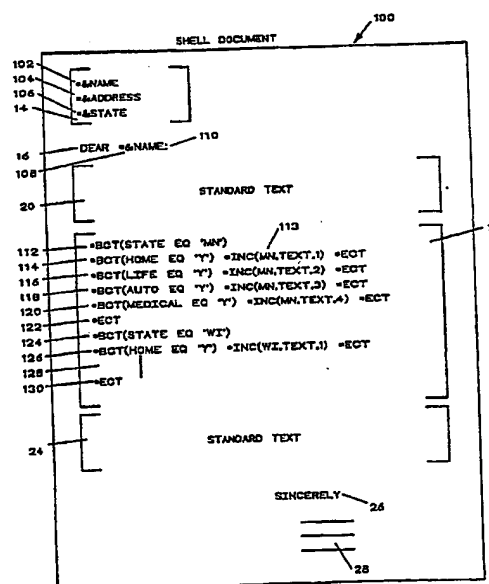 100
SHELL DOCUMENT
102
104
106
14
*&NAME
*&ADDRESS
*&STATE
16
DEAR *&NAME:
110
108
20
STANDARD TEXT
113
112 *BCT(STATE EQ "MN")
114 *BCT(HOME EQ "Y") *INC(MN.TEXT.1) *ECT
116 *BCT(LIFE EQ "Y") *INC(MN.TEXT.2) *ECT
118 *BCT(AUTO EQ "Y") *INC(MN.TEXT.3) *ECT
120 *BCT(MEDICAL EQ "Y") *INC(MN.TEXT.4) *ECT
122 *ECT
124 *BCT(STATE EQ "WI")
126 *BCT(HOME EQ "Y") *INC(WI.TEXT.1) *ECT
128
130 *ECT
24
STANDARD TEXT
SINCERELY
26
28